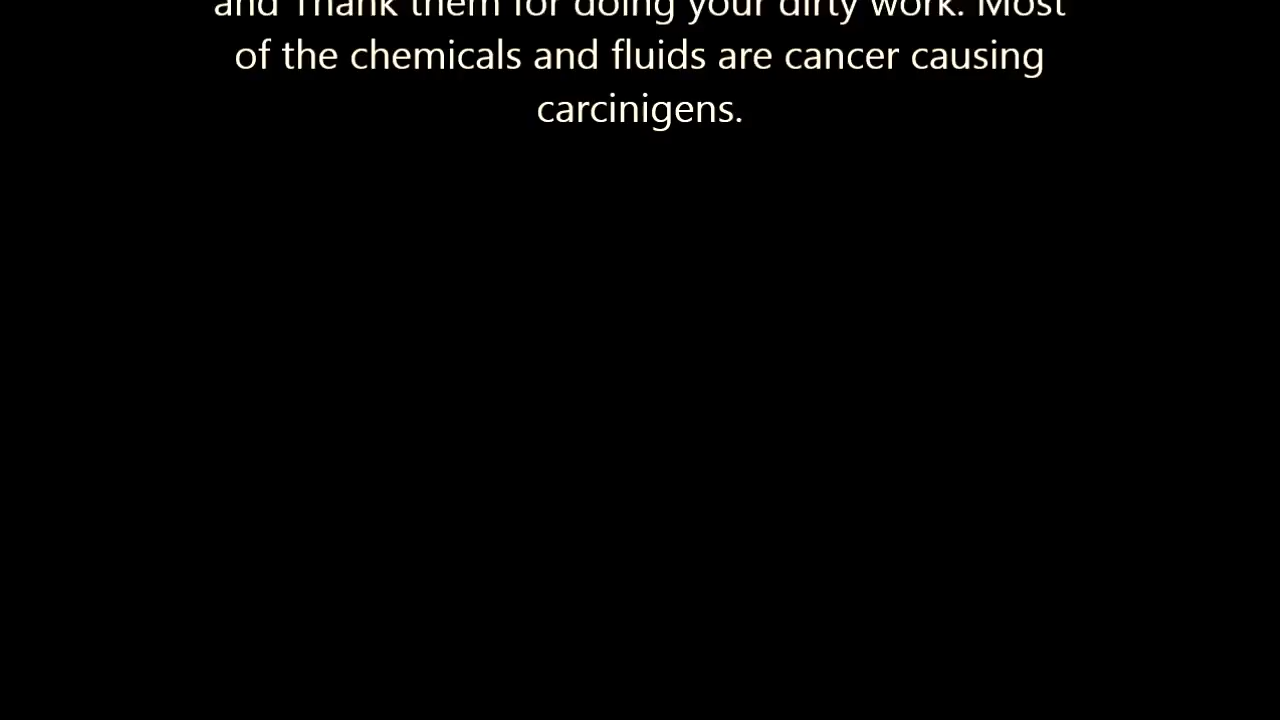 and Thank them for doing your dirty work. Most
of the chemicals and fluids are cancer causing
carcinigens.